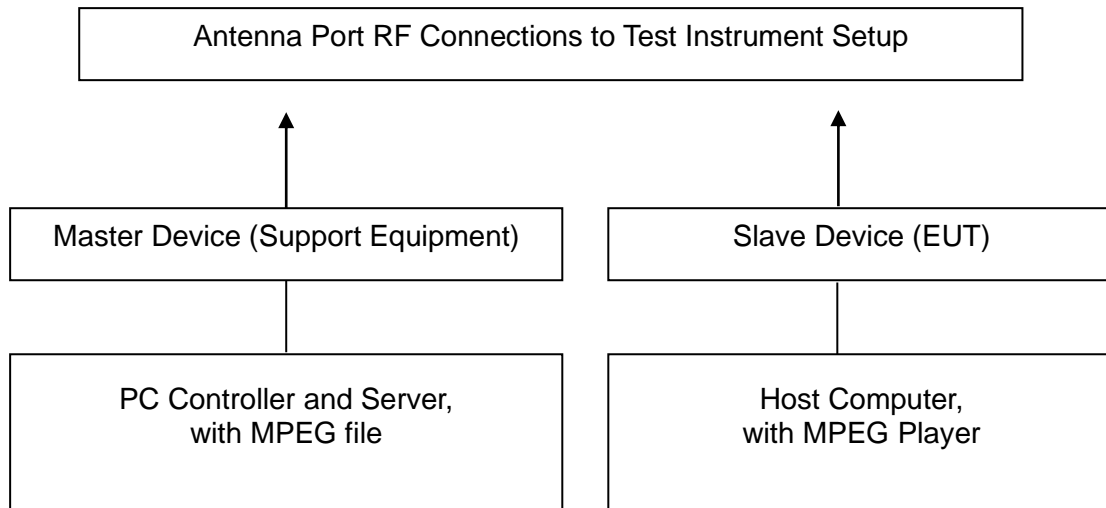 Antenna Port RF Connections to Test Instrument Setup
Master Device (Support Equipment)
Slave Device (EUT)
PC Controller and Server,
with MPEG file
Host Computer,
with MPEG Player